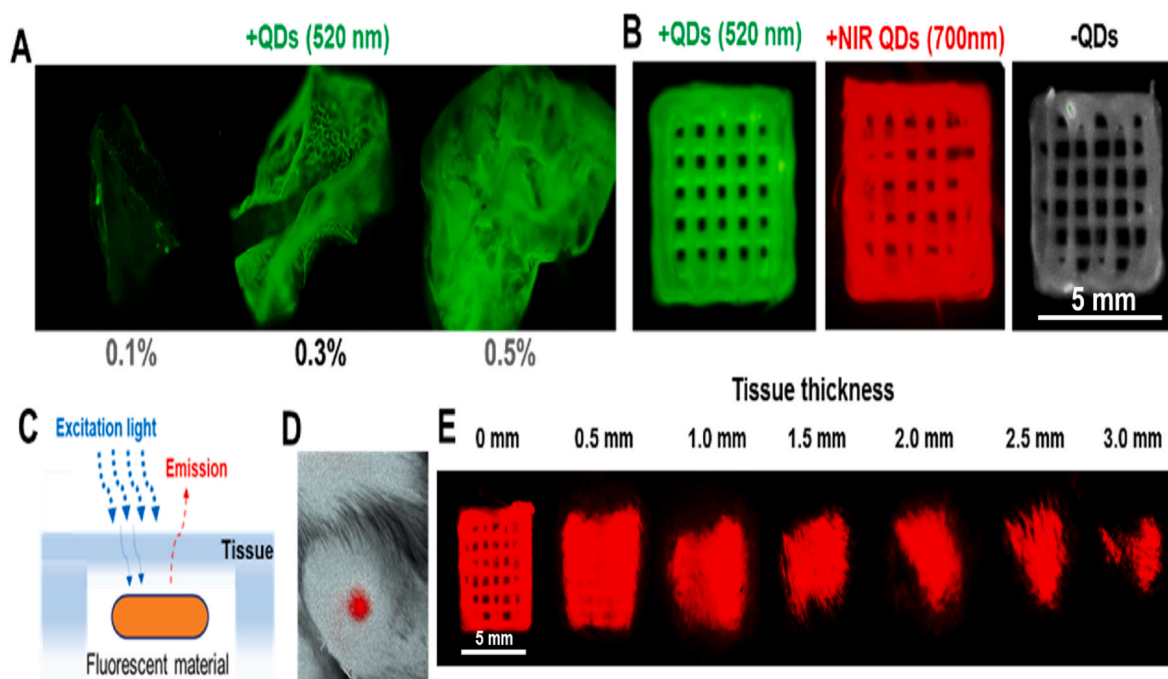 A
+QDs (520 nm)
0.1%
0.3%
0.5%
B
+QDs (520 nm)
+NIR QDs (700nm)
-QDs
5 mm
C
Excitation light
Emission
Tissue
Fluorescent material
D
E
Tissue thickness
0 mm
0.5 mm
1.0 mm
1.5 mm
2.0 mm
2.5 mm
3.0 mm
5 mm